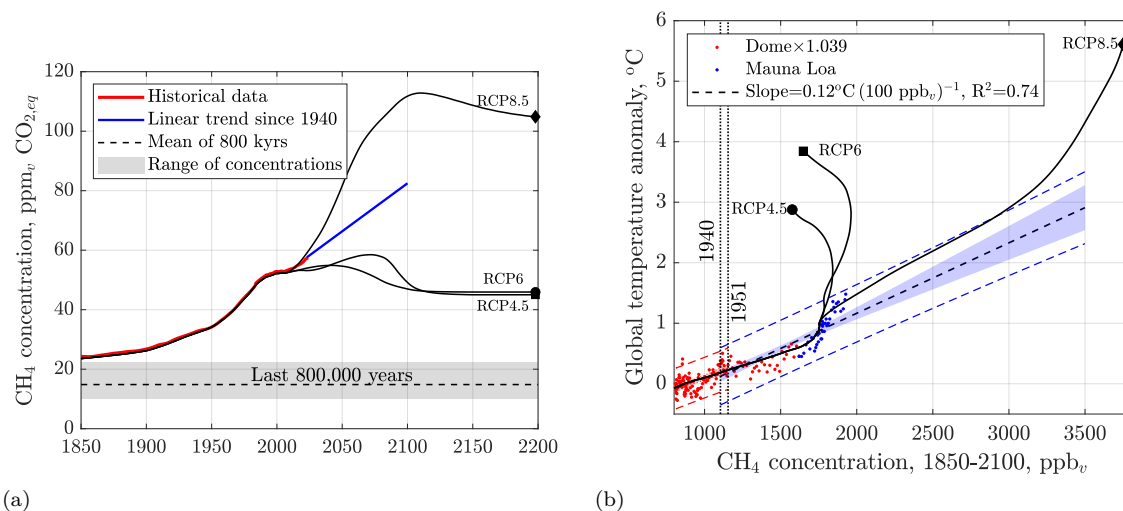 CH4 concentration, ppmv CO2,eq
120
100
80
60
40
20
0
Historical data
Linear trend since 1940
Mean of 800 kyrs
Range of concentrations
RCP8.5
RCP6
RCP4.5
Last 800,000 years
1850 1900 1950 2000 2050 2100 2150 2200
(a)
Global temperature anomaly, °C
6
5
4
3
2
1
0
Dome×1.039
Mauna Loa
Slope=0.12°C (100 ppbv)−1, R2=0.74
RCP8.5
RCP6
RCP4.5
1940
1951
1000 1500 2000 2500 3000 3500
CH4 concentration, 1850-2100, ppbv
(b)